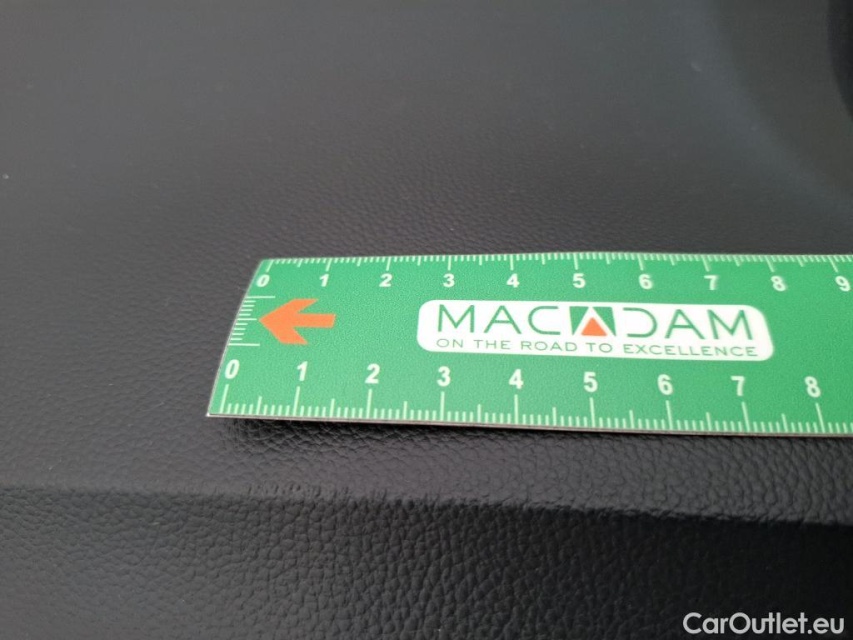 0 1 2 3 4 5 6 7 8 9
MACADAM
ON THE ROAD TO EXCELLENCE
0 1 2 3 4 5 6 7 8
CarOutlet.eu